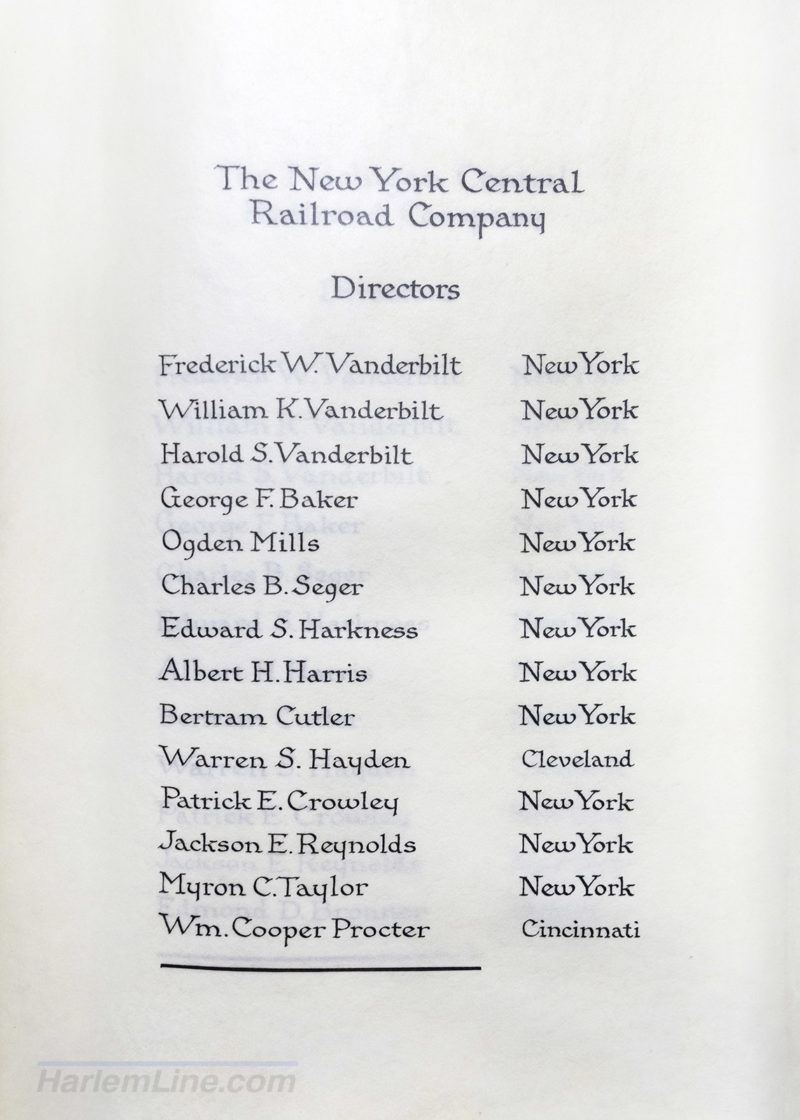 The New York Central
Railroad Company
Directors
Frederick W. Vanderbilt New York
William K. Vanderbilt New York
Harold S. Vanderbilt New York
George F. Baker New York
Ogden Mills New York
Charles B. Seger New York
Edward S. Harkness New York
Albert H. Harris New York
Bertram Cutler New York
Warren S. Hayden Cleveland
Patrick E. Crowley New York
Jackson E. Reynolds New York
Myron C. Taylor New York
Wm. Cooper Procter Cincinnati
HarlemLine.com